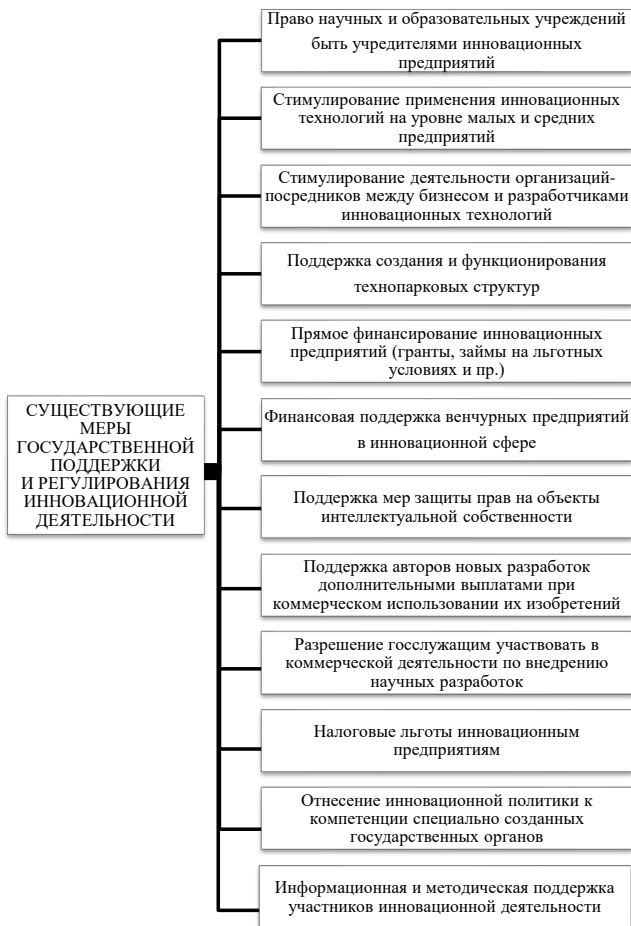 Право научных и образовательных учреждений
быть учредителями инновационных
предприятий
Стимулирование применения инновационных
технологий на уровне малых и средних
предприятий
Стимулирование деятельности организаций-
посредников между бизнесом и разработчиками
инновационных технологий
Поддержка создания и функционирования
технопарковых структур
Прямое финансирование инновационных
предприятий (гранты, займы на льготных
условиях и пр.)
СУЩЕСТВУЮЩИЕ
МЕРЫ
ГОСУДАРСТВЕННОЙ
ПОДДЕРЖКИ
И РЕГУЛИРОВАНИЯ
ИННОВАЦИОННОЙ
ДЕЯТЕЛЬНОСТИ
Финансовая поддержка венчурных предприятий
в инновационной сфере
Поддержка мер защиты прав на объекты
интеллектуальной собственности
Поддержка авторов новых разработок
дополнительными выплатами при
коммерческом использовании их изобретений
Разрешение госслужащим участвовать в
коммерческой деятельности по внедрению
научных разработок
Налоговые льготы инновационным
предприятиям
Отнесение инновационной политики к
компетенции специально созданных
государственных органов
Информационная и методическая поддержка
участников инновационной деятельности